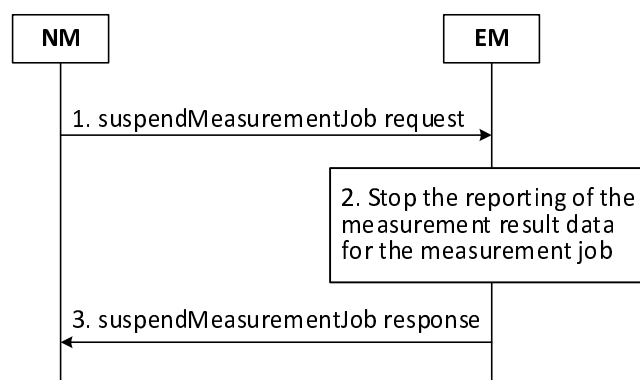 NM
EM
1. suspendMeasurementJob request
2. Stop the reporting of the
measurement result data
for the measurement job
3. suspendMeasurementJob response